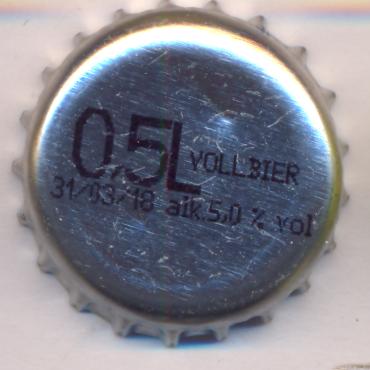 0,5L VOLLBIER
31/03/18 alk.5,0 % vol